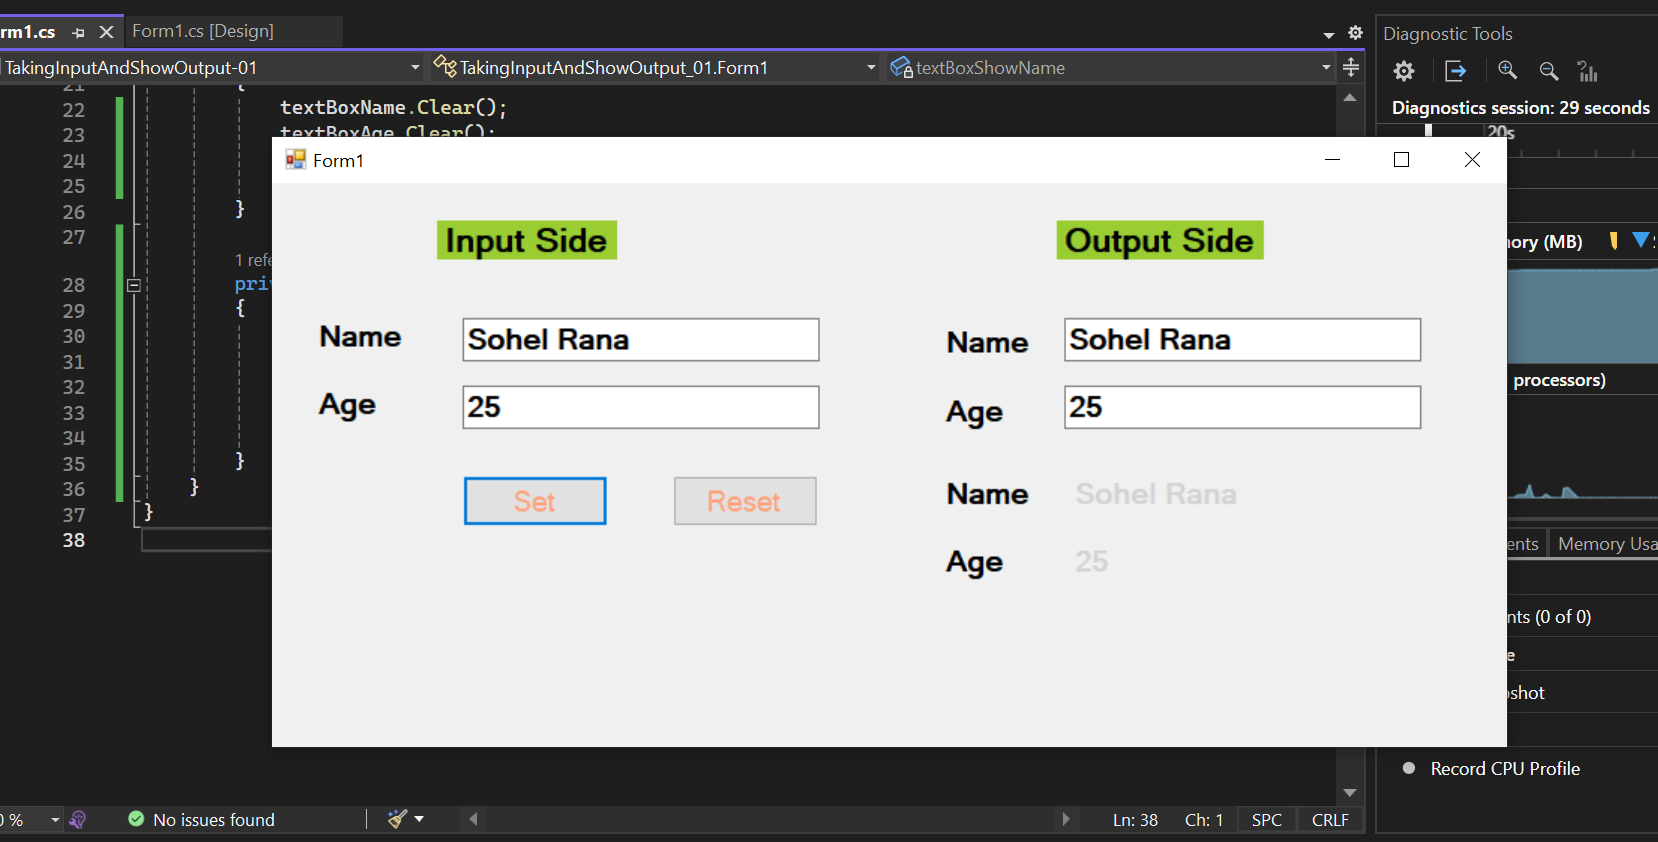 rm1.cs
Form1.cs [Design]
TakingInputAndShowOutput-01
TakingInputAndShowOutput_01.Form1
textBoxShowName
Diagnostic Tools
Diagnostics session: 29 seconds
20s
21 {
22 textBoxName.Clear();
23 textBoxAge.Clear();
24
25
26 }
27
1 refe
28 priv
29 {
30
31
32
33
34
35 }
36 }
37 }
38
Form1
Input Side
Output Side
Name Sohel Rana
Name Sohel Rana
Age 25
Age 25
Set
Reset
Name Sohel Rana
Age 25
ory (MB)
processors)
ents
Memory Usa
nts (0 of 0)
e
shot
Record CPU Profile
0 %
No issues found
Ln: 38 Ch: 1 SPC CRLF